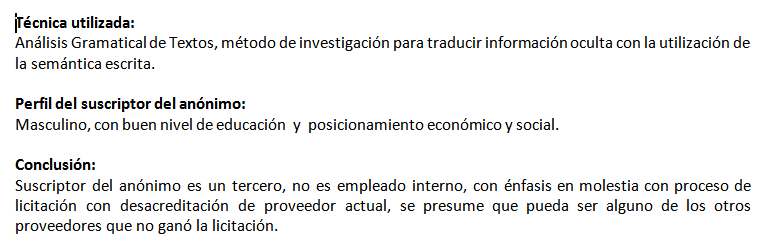 Técnica utilizada:
Análisis Gramatical de Textos, método de investigación para traducir información oculta con la utilización de
la semántica escrita.
Perfil del suscriptor del anónimo:
Masculino, con buen nivel de educación  y  posicionamiento económico y social.
Conclusión:
Suscriptor del anónimo es un tercero, no es empleado interno, con énfasis en molestia con proceso de
licitación con desacreditación de proveedor actual, se presume que pueda ser alguno de los otros
proveedores que no ganó la licitación.